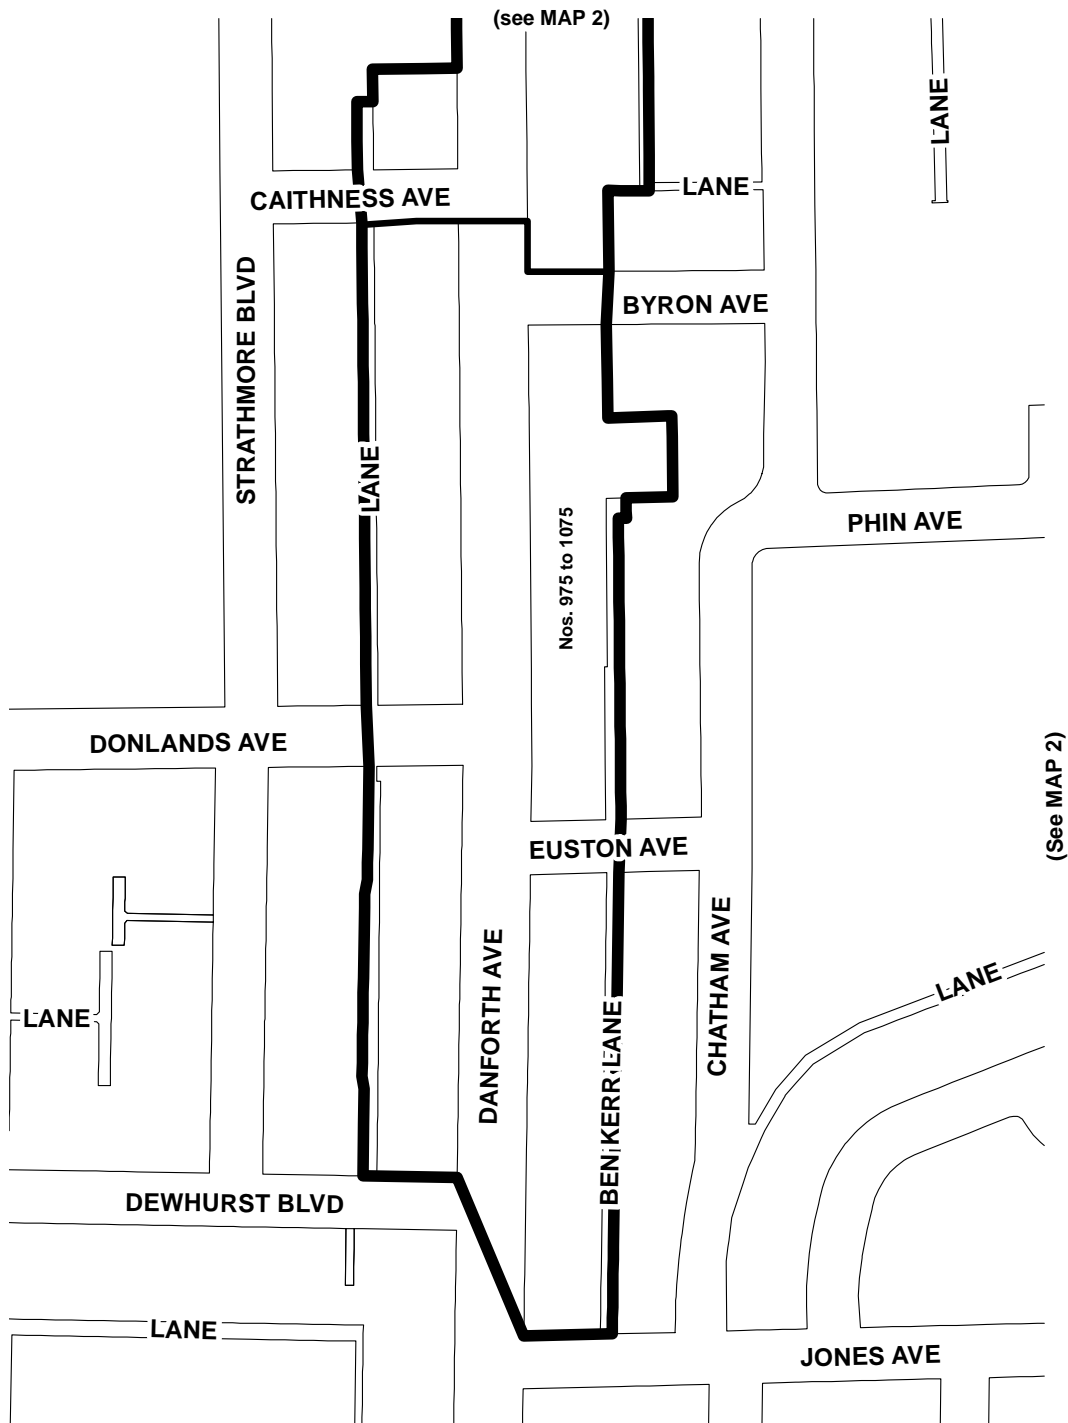 (see MAP 2)
LANE
LANE
CAITHNESS AVE
BYRON AVE
STRATHMORE BLVD
LANE
PHIN AVE
Nos. 975 to 1075
DONLANDS AVE
(See MAP 2)
EUSTON AVE
CHATHAM AVE
DANFORTH AVE
LANE
LANE
BEN KERR LANE
DEWHURST BLVD
LANE
JONES AVE